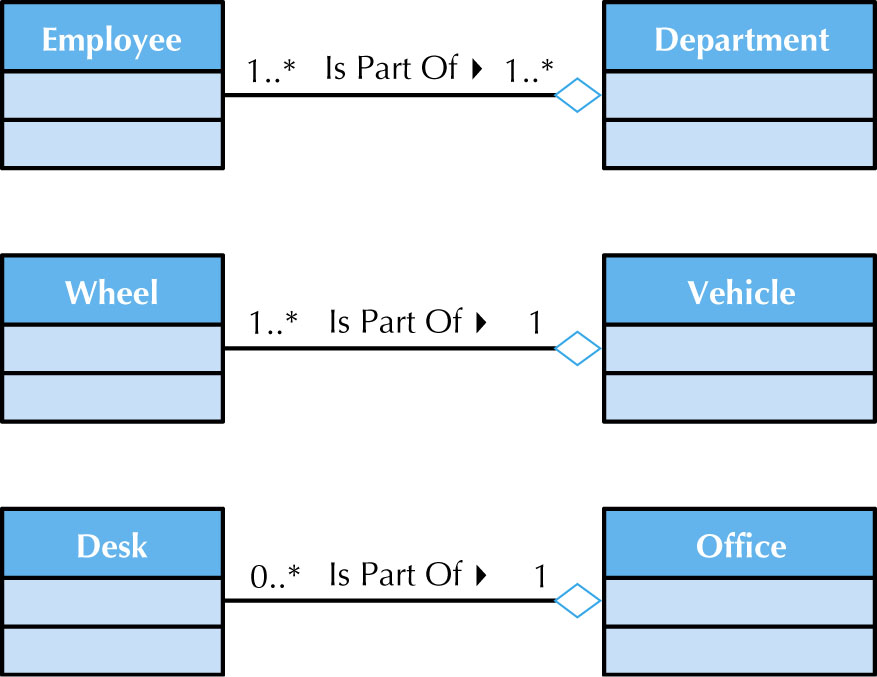 Employee
1..* Is Part Of ▶ 1..*
Department
Wheel
1..* Is Part Of ▶ 1
Vehicle
Desk
0..* Is Part Of ▶ 1
Office